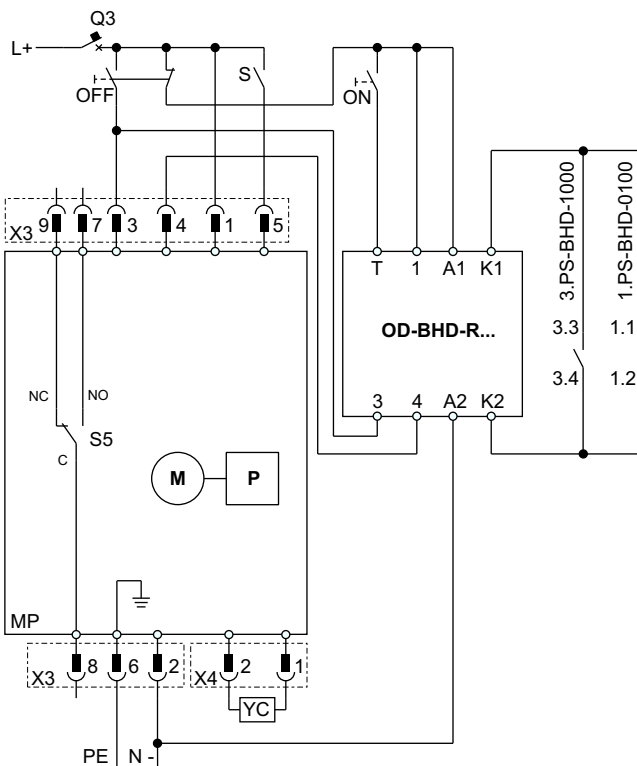 Q3
L+
OFF
S
ON
X3 9 7 3 4 1 5
T 1 A1 K1
OD-BHD-R...
3 4 A2 K2
3.PS-BHD-1000
1.PS-BHD-0100
3.3 1.1
3.4 1.2
NC NO
S5
C
M P
MP
X3 8 6 2 X4 2 1
YC
PE N -